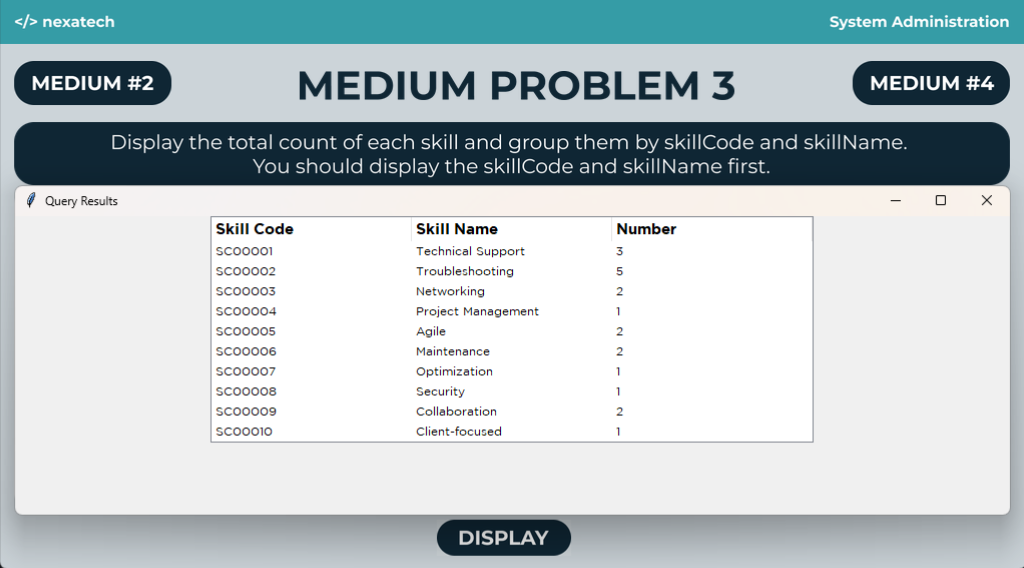 </> nexatech
System Administration
MEDIUM #2
MEDIUM PROBLEM 3
MEDIUM #4
Display the total count of each skill and group them by skillCode and skillName.
You should display the skillCode and skillName first.
Query Results
Skill Code Skill Name Number
SC00001 Technical Support 3
SC00002 Troubleshooting 5
SC00003 Networking 2
SC00004 Project Management 1
SC00005 Agile 2
SC00006 Maintenance 2
SC00007 Optimization 1
SC00008 Security 1
SC00009 Collaboration 2
SC00010 Client-focused 1
DISPLAY